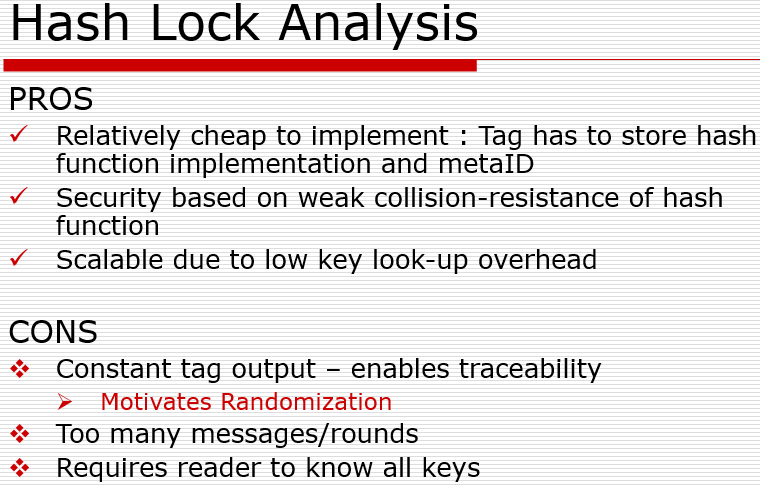 Hash Lock Analysis
PROS
Relatively cheap to implement : Tag has to store hash
function implementation and metaID
Security based on weak collision-resistance of hash
function
Scalable due to low key look-up overhead
CONS
Constant tag output – enables traceability
Motivates Randomization
Too many messages/rounds
Requires reader to know all keys